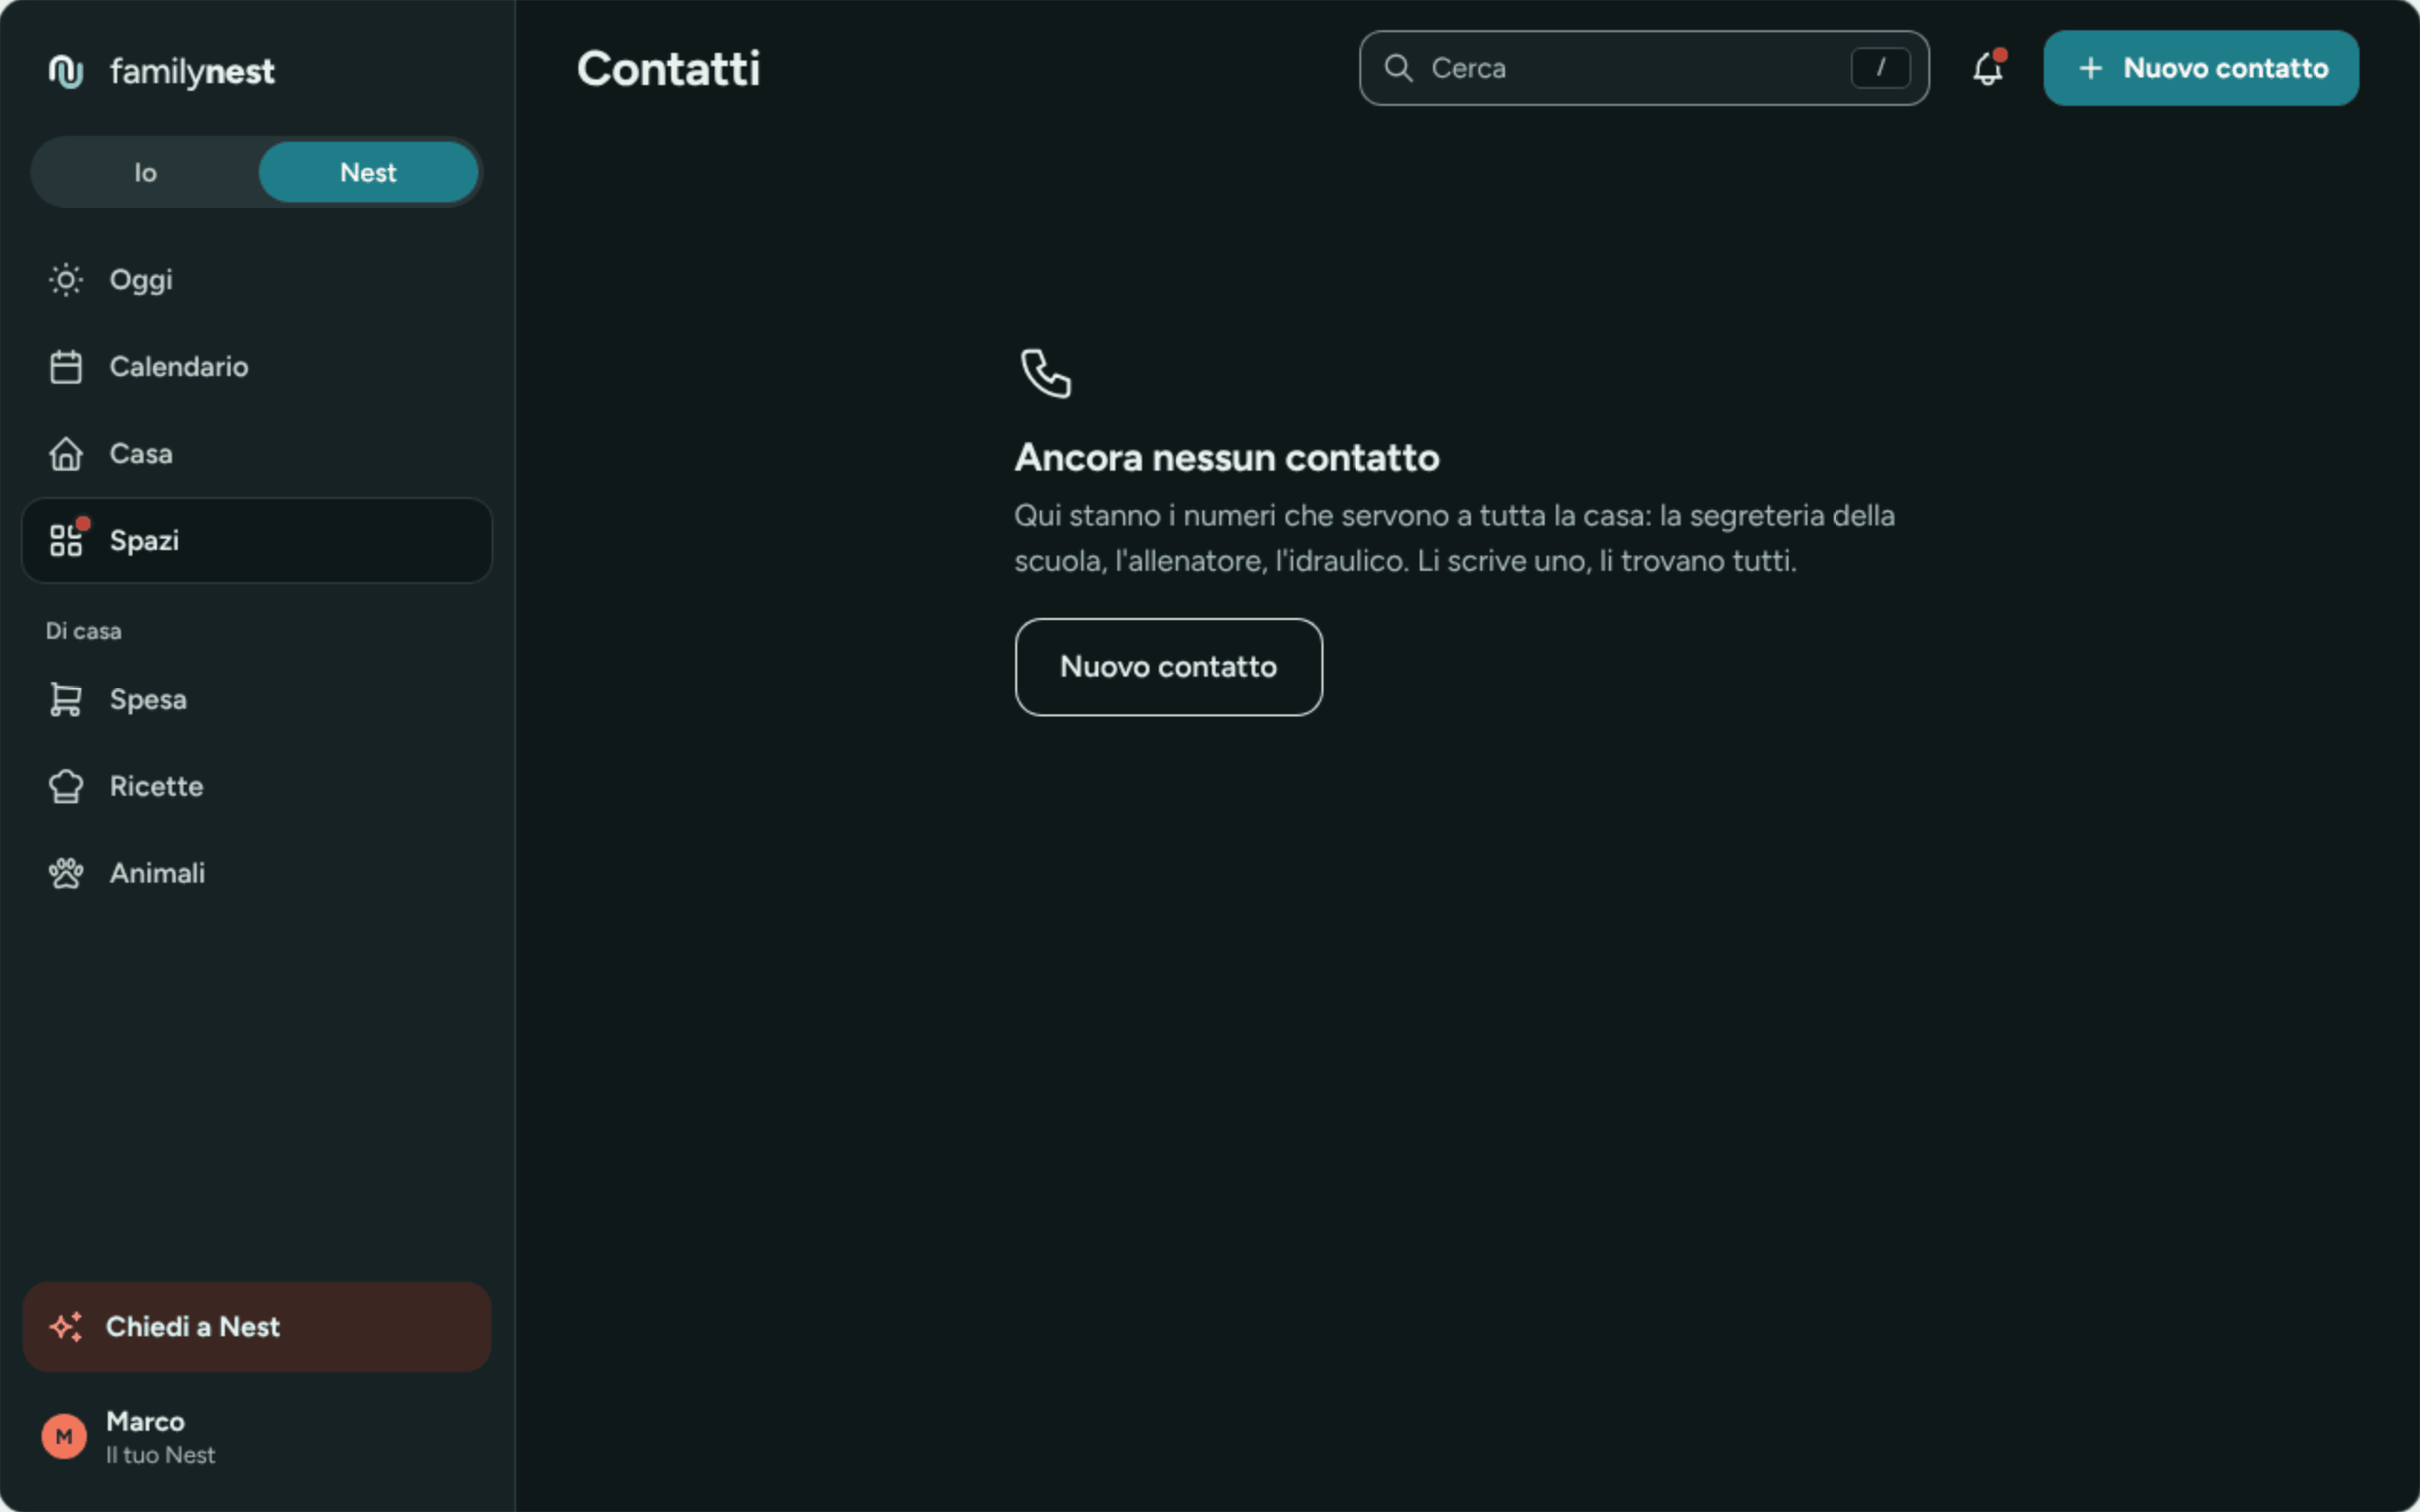 familynest
Io
Nest
Oggi
Calendario
Casa
Spazi
Di casa
Spesa
Ricette
Animali
Chiedi a Nest
M
Marco
Il tuo Nest
Contatti
Cerca
/
Nuovo contatto
Ancora nessun contatto
Qui stanno i numeri che servono a tutta la casa: la segreteria della
scuola, l'allenatore, l'idraulico. Li scrive uno, li trovano tutti.
Nuovo contatto